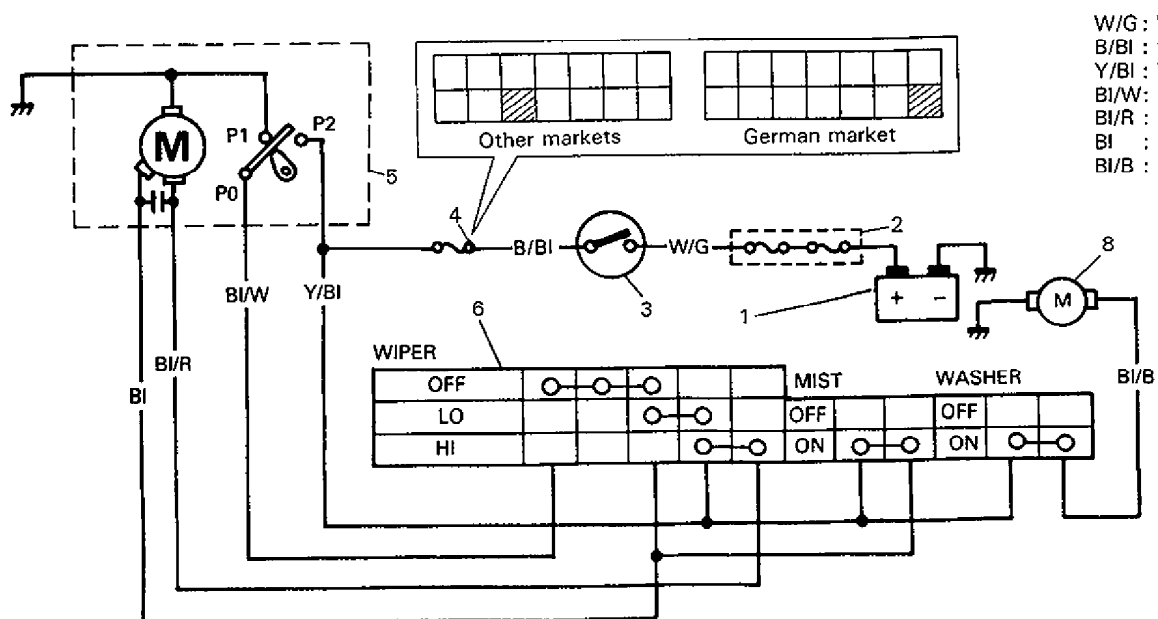 W/G :
B/Bl :
Y/Bl :
Bl/W:
Bl/R :
Bl :
Bl/B :
Other markets
German market
P1
P2
M
P0
5
4
2
B/Bl
W/G
3
1
+ −
8
M
Bl/W
Y/Bl
6
Bl
Bl/R
Bl/B
WIPER
OFF
MIST
WASHER
LO
OFF
OFF
HI
ON
ON